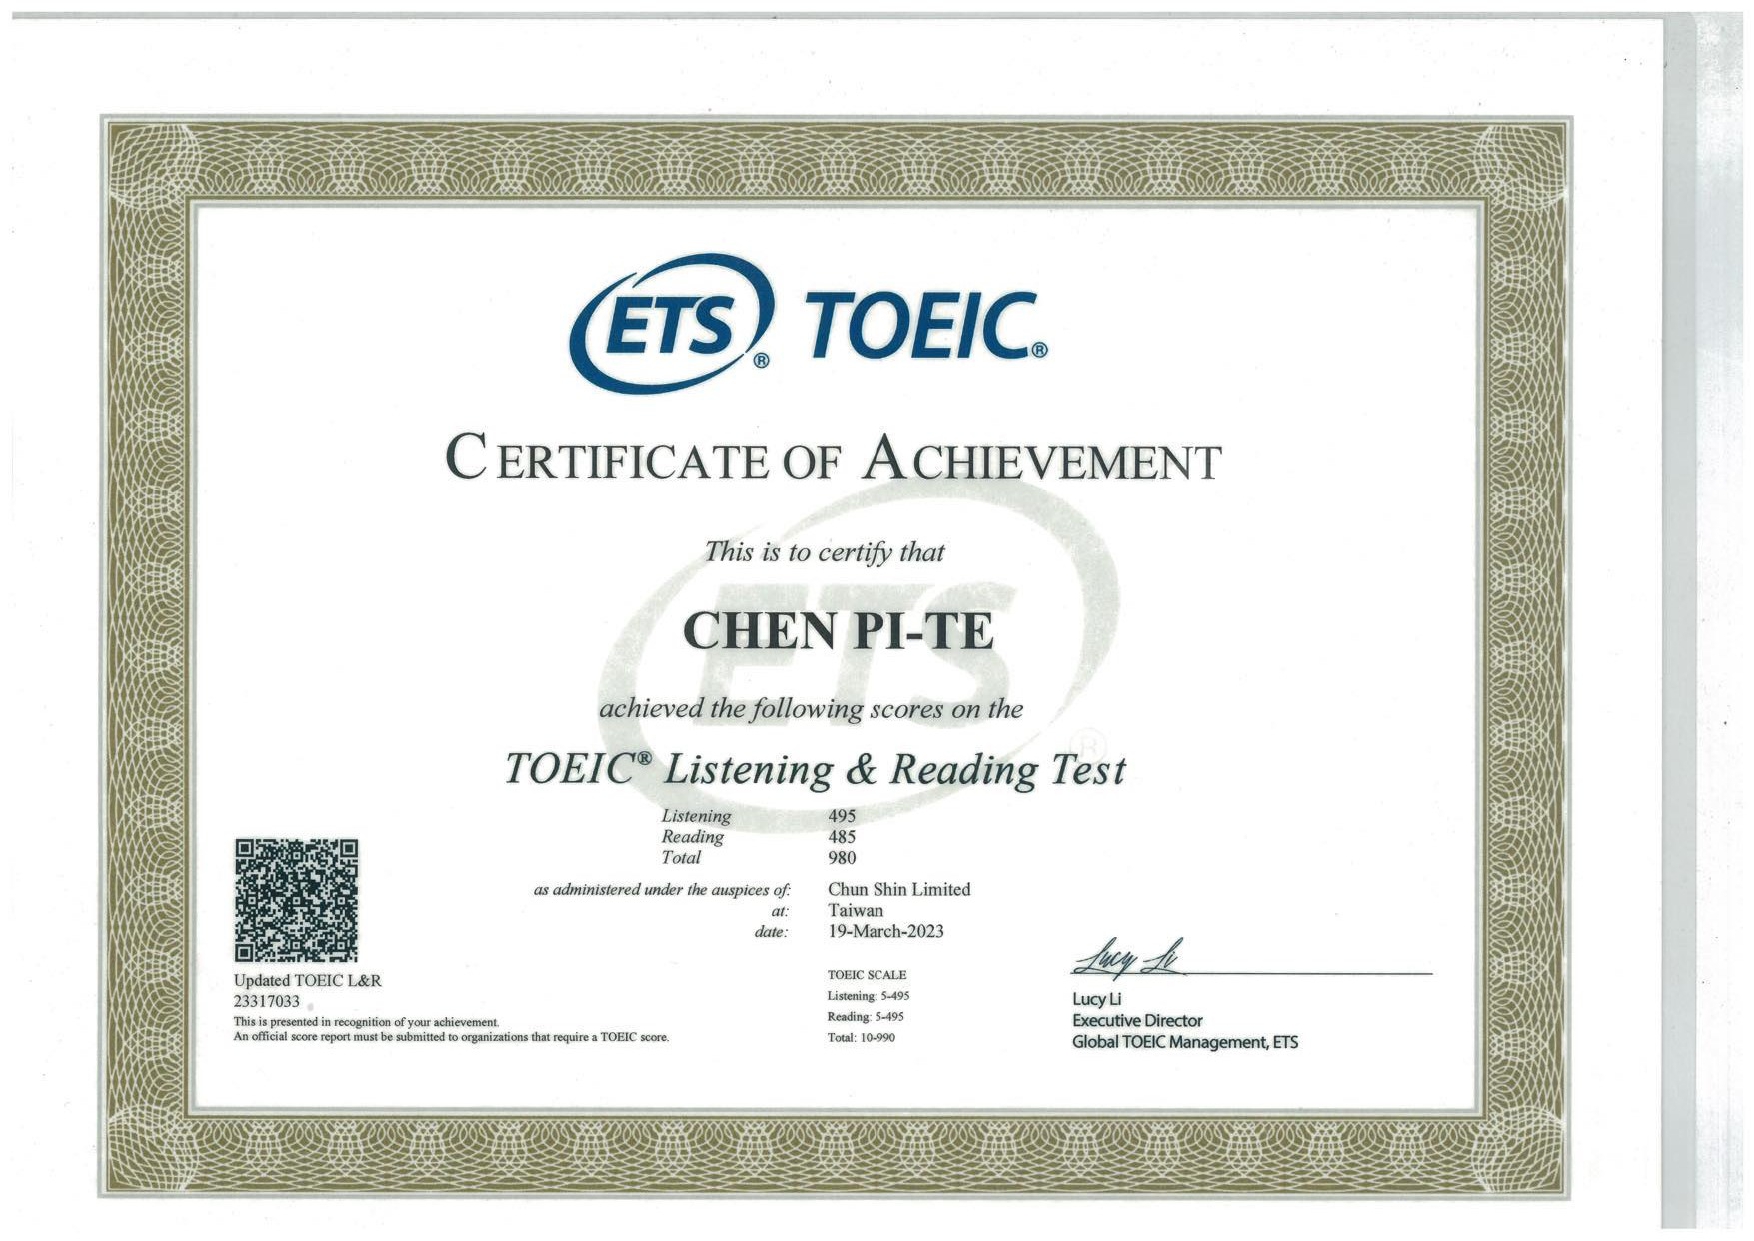 ETS® TOEIC®
CERTIFICATE OF ACHIEVEMENT
This is to certify that
CHEN PI-TE
achieved the following scores on the
TOEIC® Listening & Reading Test
Listening 495
Reading 485
Total 980
as administered under the auspices of: Chun Shin Limited
at: Taiwan
date: 19-March-2023
Updated TOEIC L&R
23317033
This is presented in recognition of your achievement.
An official score report must be submitted to organizations that require a TOEIC score.
TOEIC SCALE
Listening: 5-495
Reading: 5-495
Total: 10-990
Lucy Li
Lucy Li
Executive Director
Global TOEIC Management, ETS
ETS®